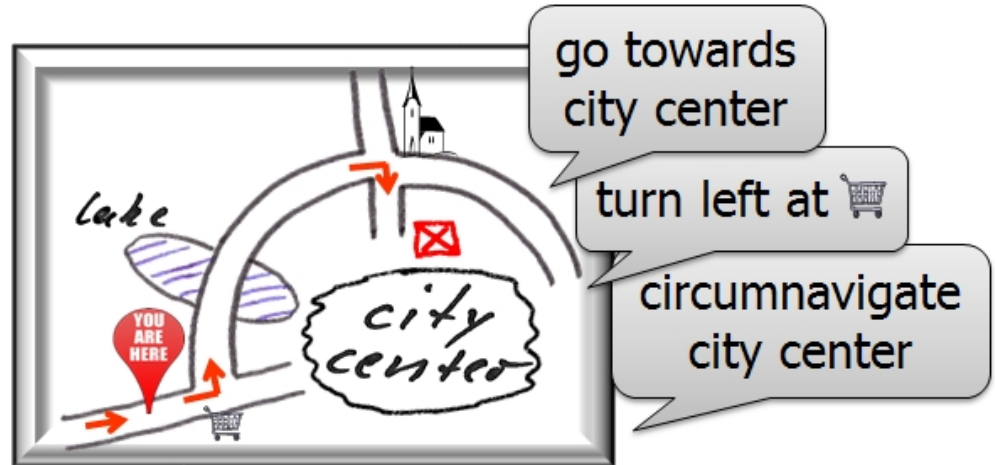 go towards
city center
turn left at
circumnavigate
city center
lake
YOU
ARE
HERE
city
center